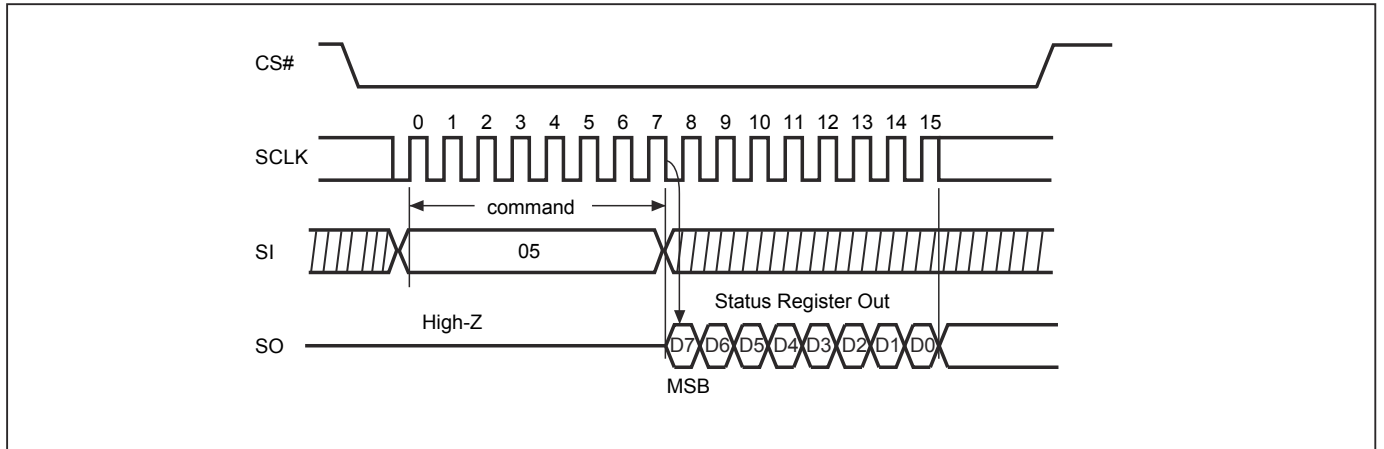 CS#
0 1 2 3 4 5 6 7 8 9 10 11 12 13 14 15
SCLK
command
SI
05
Status Register Out
High-Z
SO
D7 D6 D5 D4 D3 D2 D1 D0
MSB